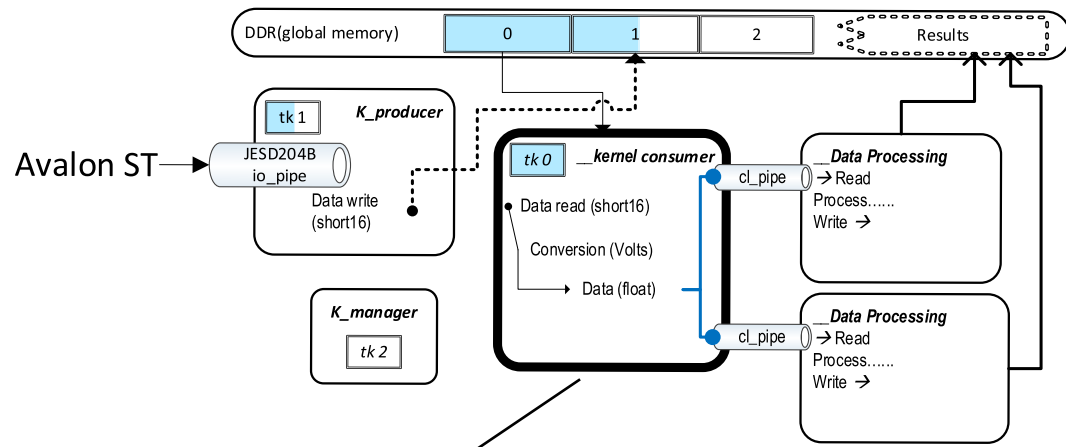 DDR(global memory)
0
1
2
Results
tk 1
K_producer
Avalon ST
JESD204B
io_pipe
Data write
(short16)
K_manager
tk 2
tk 0
__kernel consumer
Data read (short16)
Conversion (Volts)
Data (float)
cl_pipe
__Data Processing
→ Read
Process......
Write →
cl_pipe
__Data Processing
→ Read
Process......
Write →